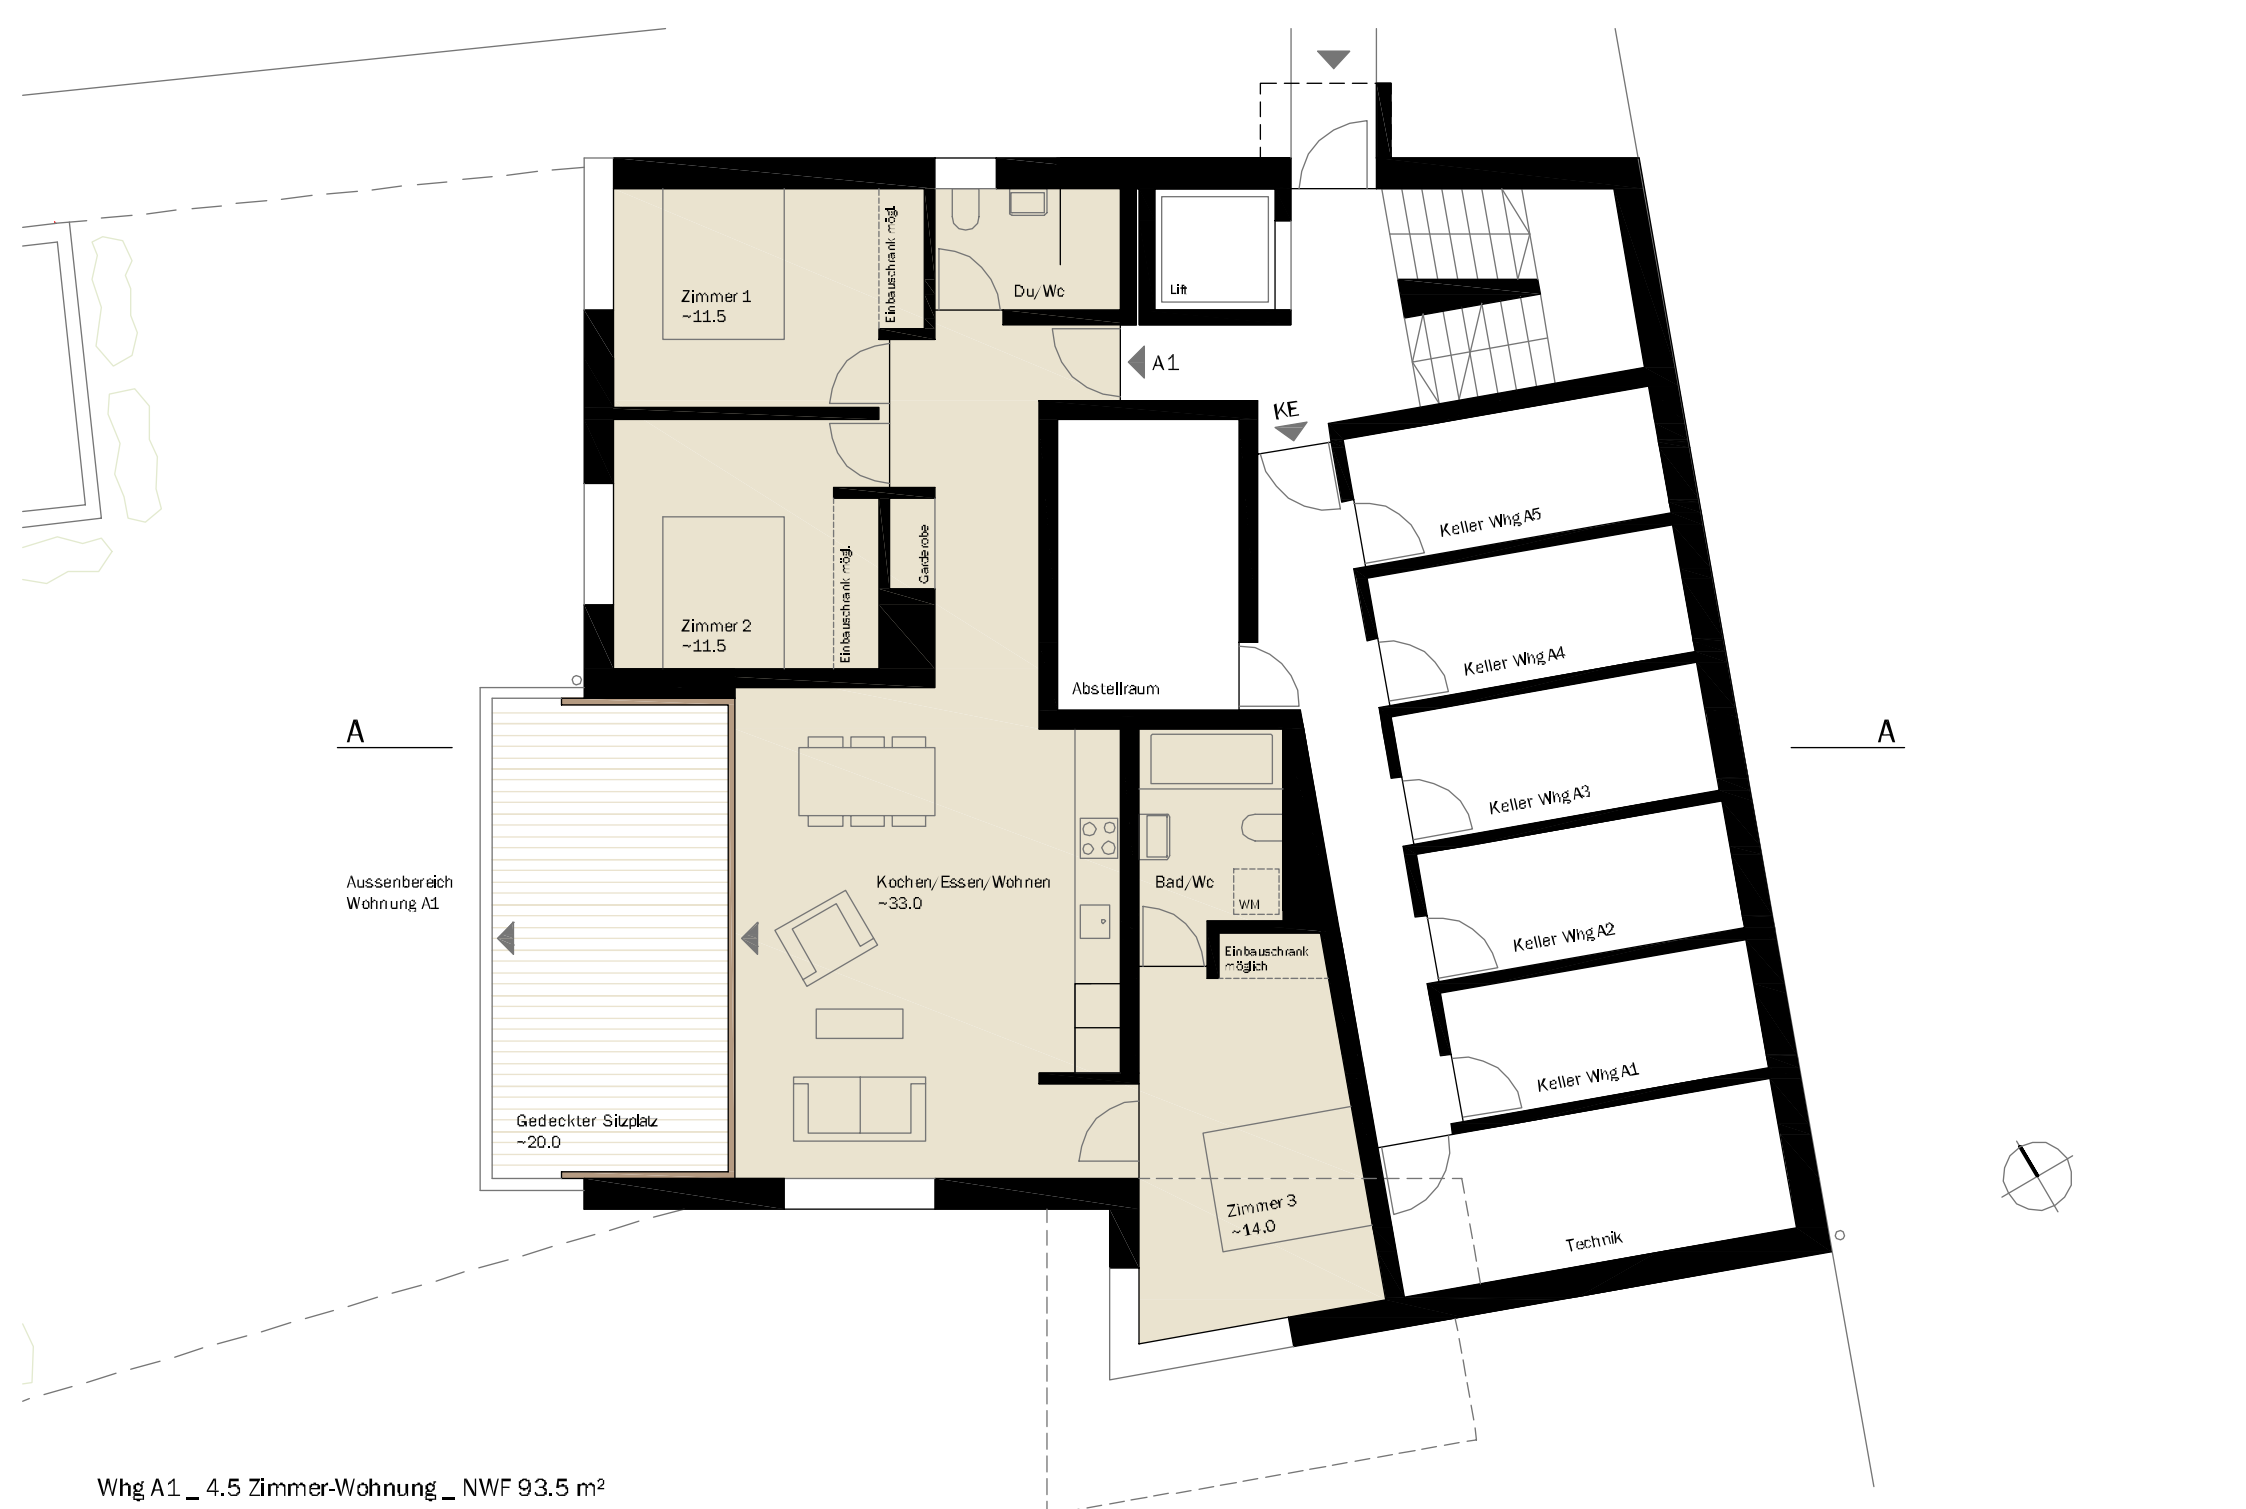 Zimmer 1
~11.5
Einbauschrank mögl.
Du/Wc
Lift
A1
KE
Zimmer 2
~11.5
Einbauschrank mögl.
Garderobe
Abstellraum
Keller Whg A5
Keller Whg A4
Keller Whg A3
Keller Whg A2
Keller Whg A1
Technik
A
A
Aussenbereich
Wohnung A1
Kochen/Essen/Wohnen
~33.0
Bad/Wc
WM
Einbauschrank
möglich
Gedeckter Sitzplatz
~20.0
Zimmer 3
~14.0
Whg A1 _ 4.5 Zimmer-Wohnung _ NWF 93.5 m²